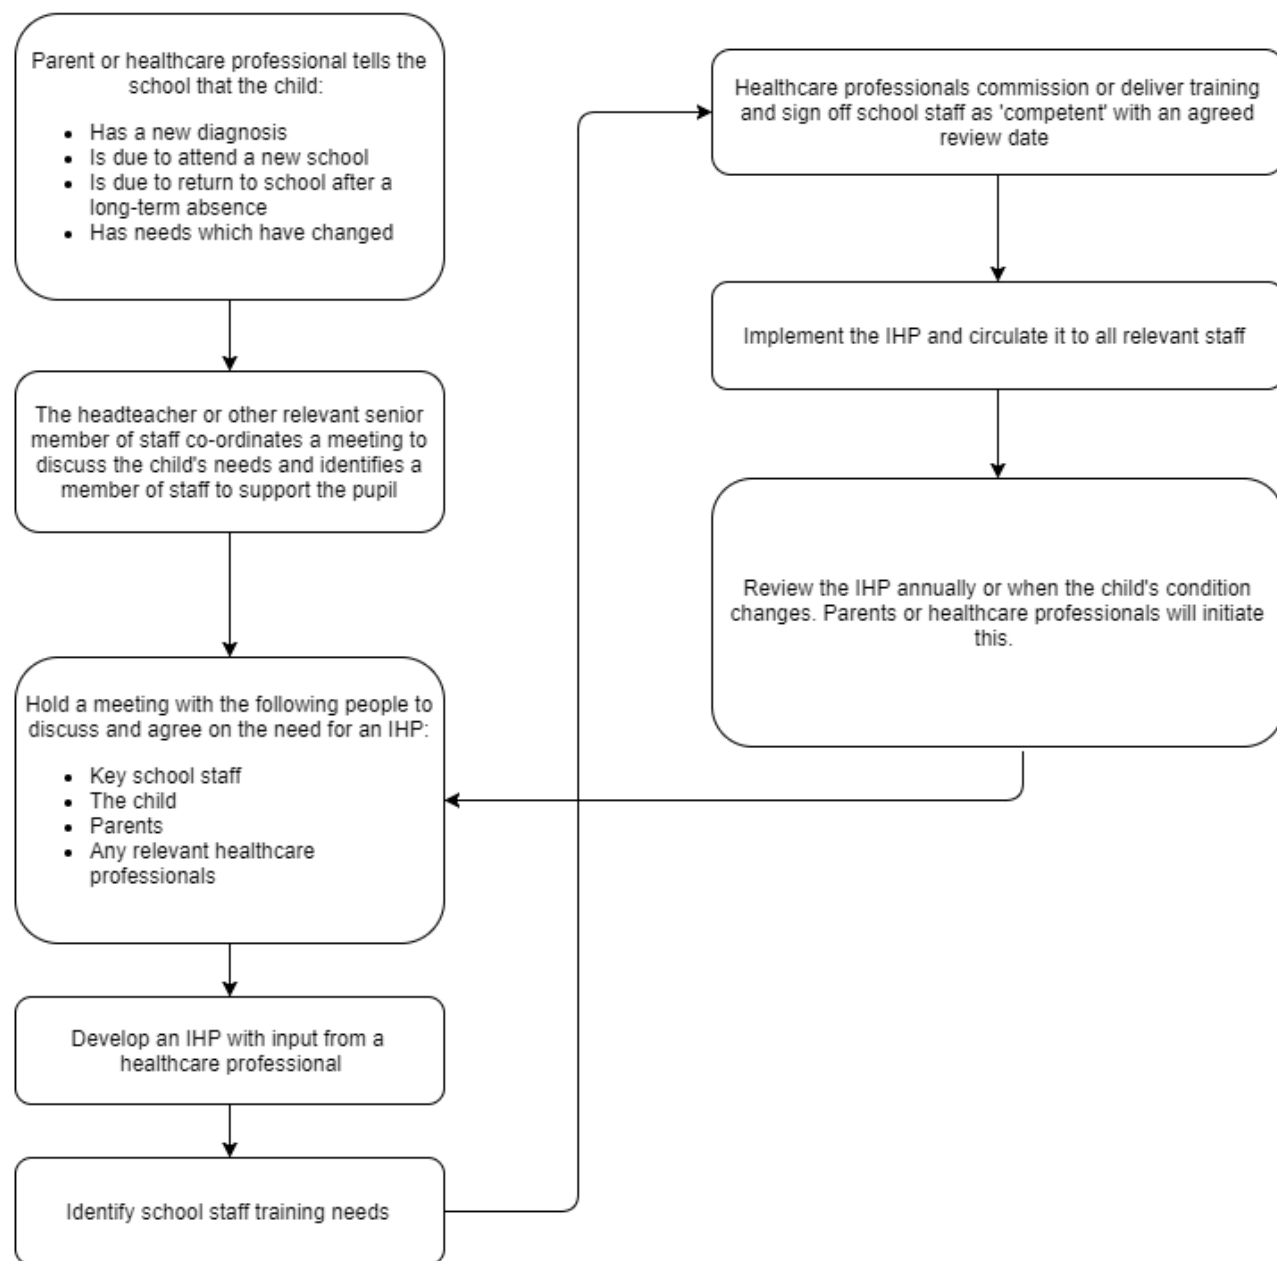 Parent or healthcare professional tells the
school that the child:
• Has a new diagnosis
• Is due to attend a new school
• Is due to return to school after a
long-term absence
• Has needs which have changed
The headteacher or other relevant senior
member of staff co-ordinates a meeting to
discuss the child's needs and identifies a
member of staff to support the pupil
Hold a meeting with the following people to
discuss and agree on the need for an IHP:
• Key school staff
• The child
• Parents
• Any relevant healthcare
professionals
Develop an IHP with input from a
healthcare professional
Identify school staff training needs
Healthcare professionals commission or deliver training
and sign off school staff as 'competent' with an agreed
review date
Implement the IHP and circulate it to all relevant staff
Review the IHP annually or when the child's condition
changes. Parents or healthcare professionals will initiate
this.